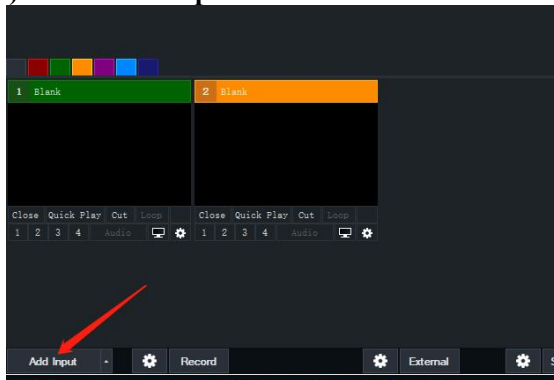 1 Blank 2 Blank
Close Quick Play Cut Loop Close Quick Play Cut Loop
1 2 3 4 Audio 1 2 3 4 Audio
Add Input Record External